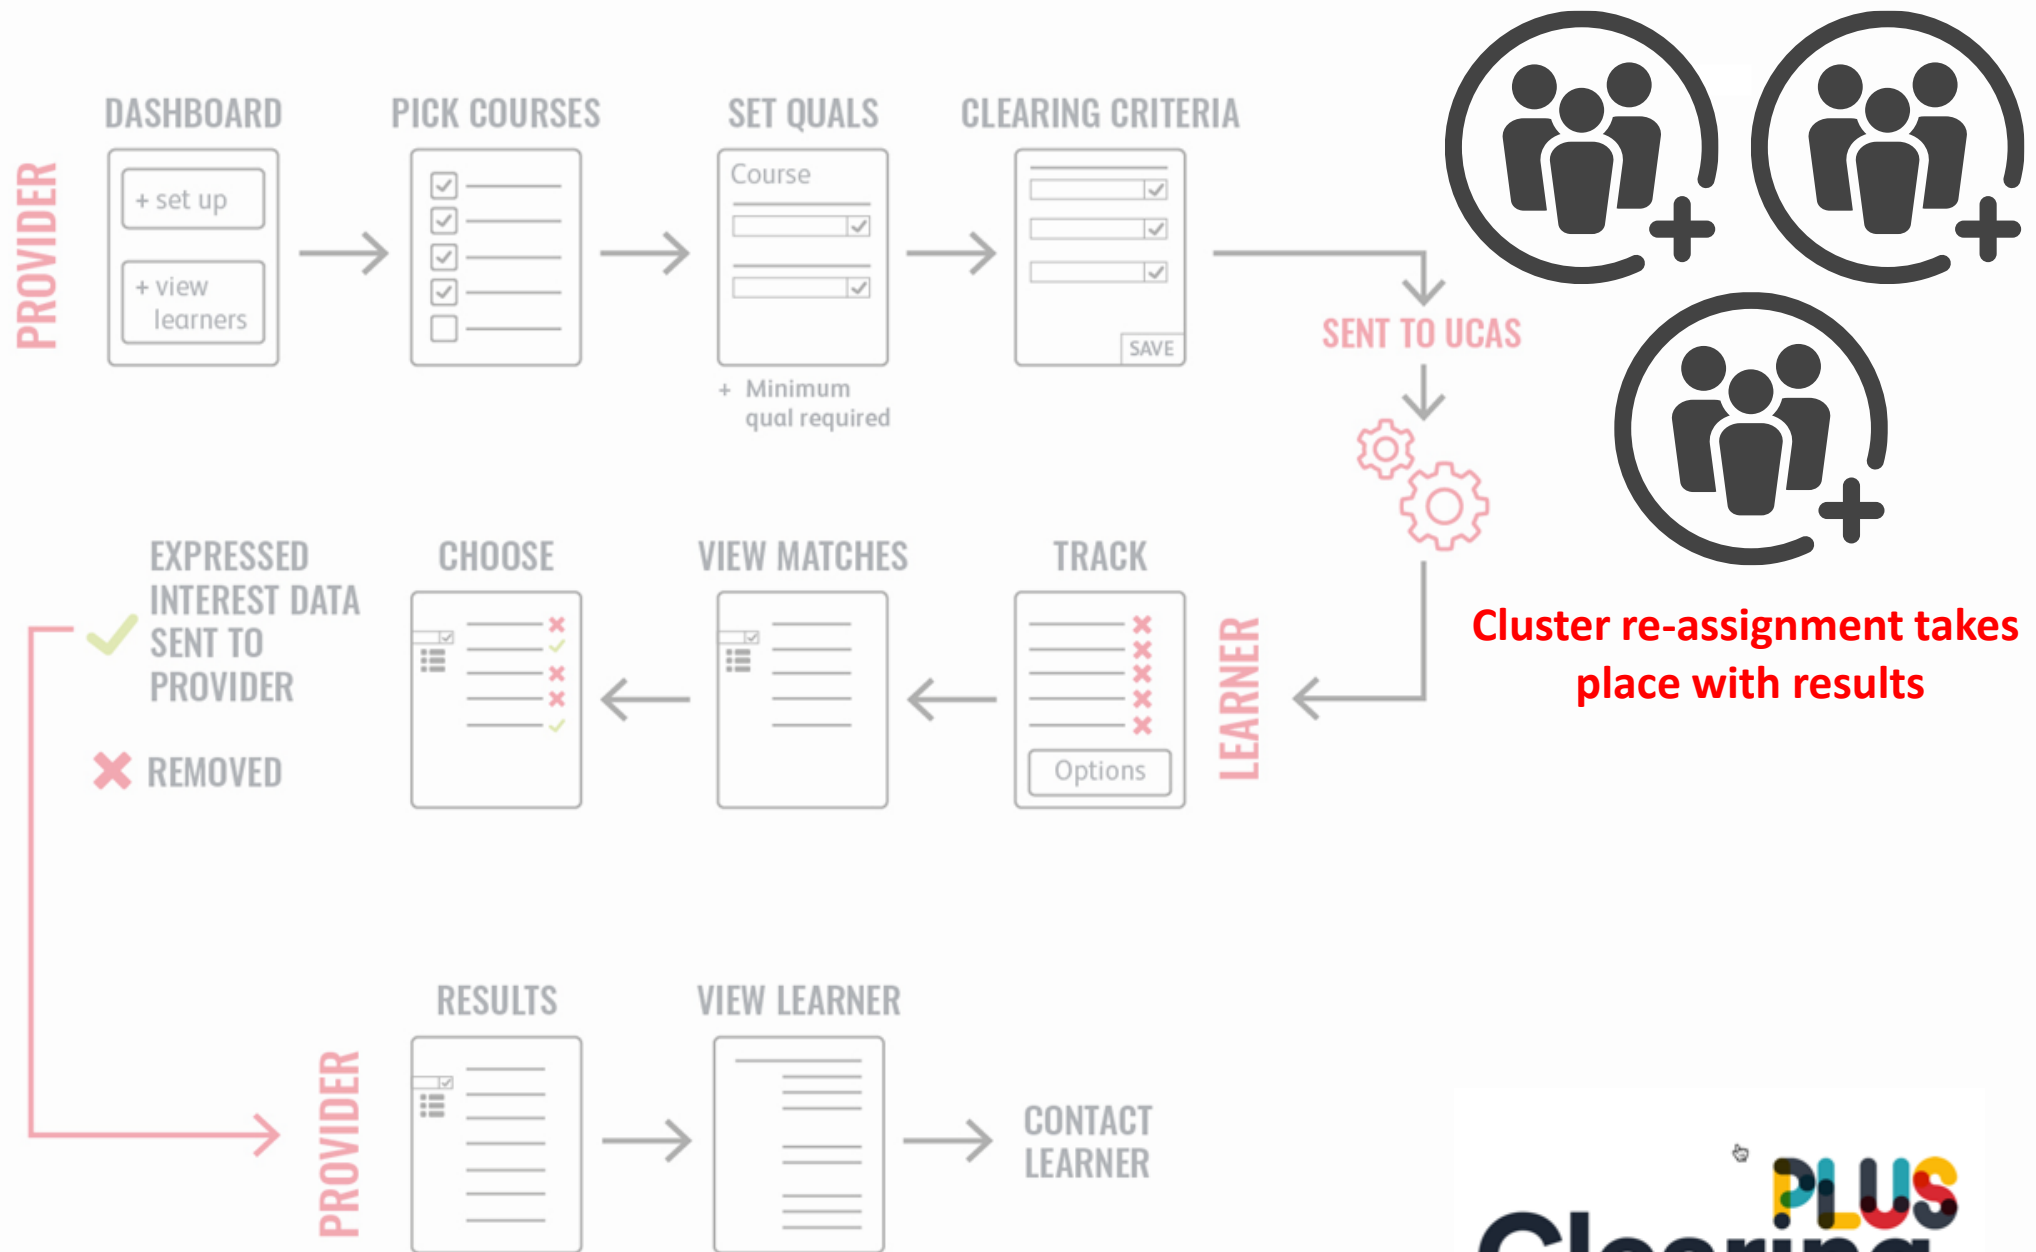 DASHBOARD
PICK COURSES
SET QUALS
CLEARING CRITERIA
PROVIDER
+ set up
+ view
learners
Course
SAVE
+ Minimum
qual required
SENT TO UCAS
EXPRESSED
INTEREST DATA
SENT TO
PROVIDER
REMOVED
CHOOSE
VIEW MATCHES
TRACK
Options
LEARNER
Cluster re-assignment takes
place with results
RESULTS
VIEW LEARNER
PROVIDER
CONTACT
LEARNER
PLUS
Clearing